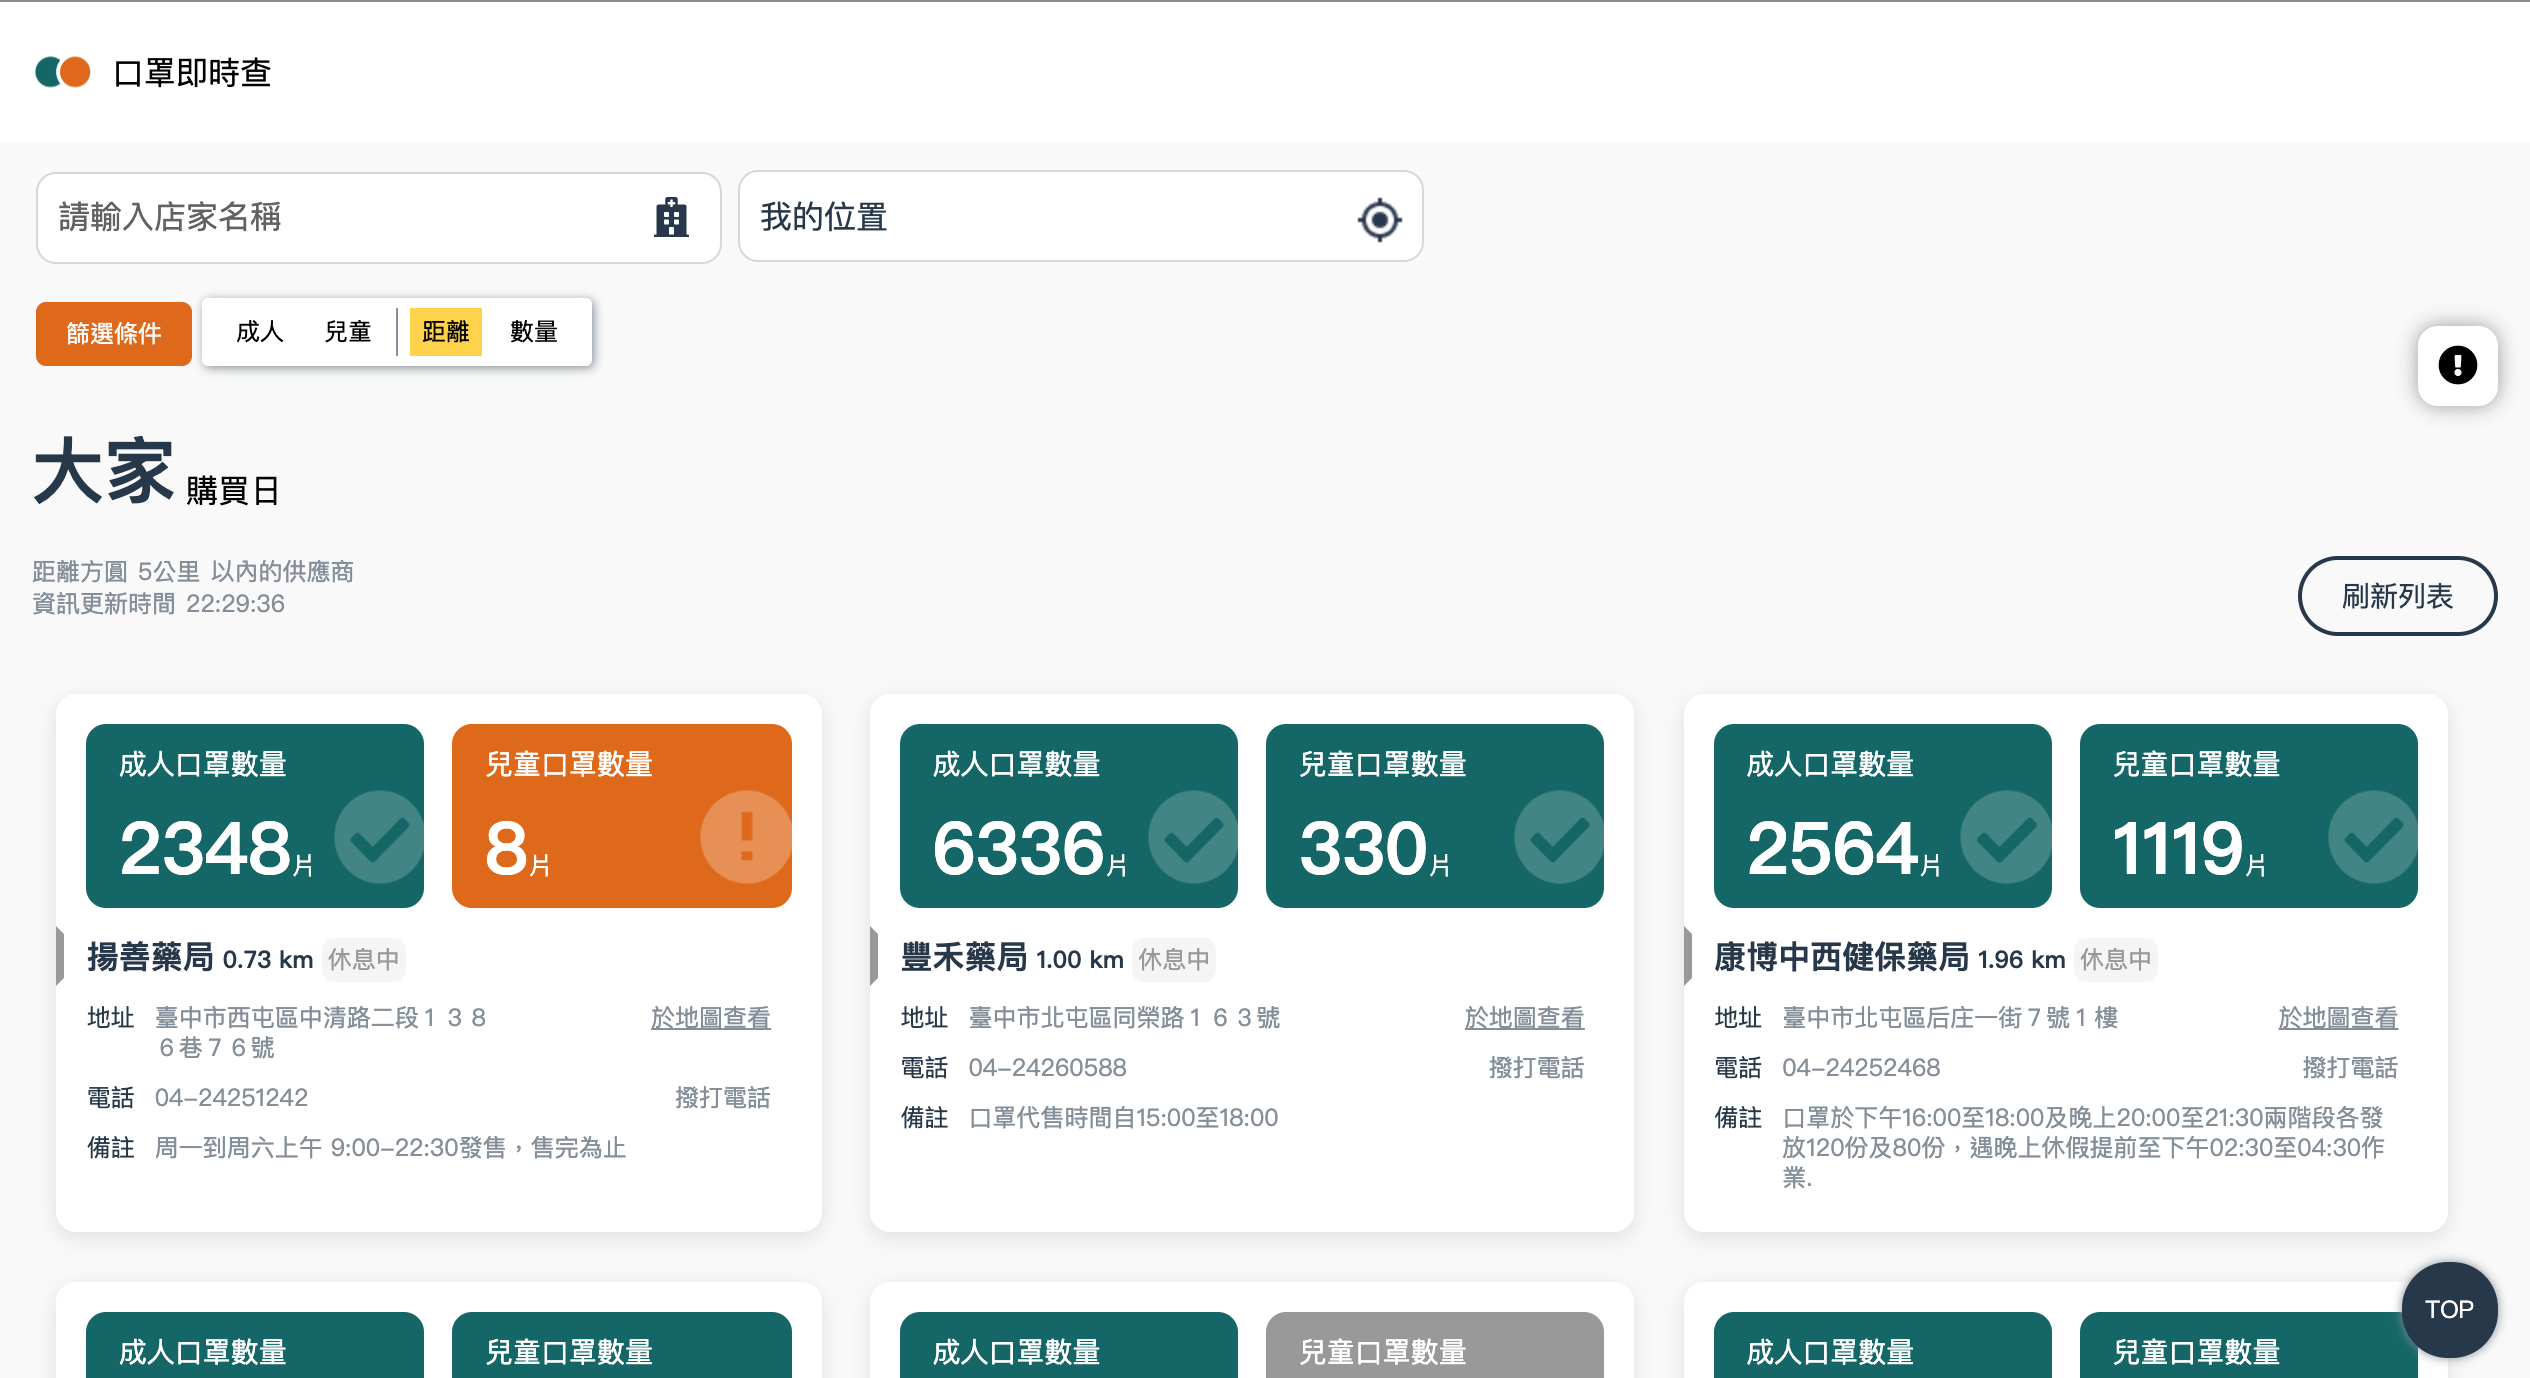 口罩即時查
請輸入店家名稱
我的位置
篩選條件
成人 兒童 距離 數量
大家 購買日
距離方圓 5公里 以內的供應商
資訊更新時間 22:29:36
刷新列表
成人口罩數量
2348片
兒童口罩數量
8片
揚善藥局 0.73 km 休息中
地址 臺中市西屯區中清路二段１３８
６巷７６號
於地圖查看
電話 04-24251242 撥打電話
備註 周一到周六上午 9:00-22:30發售，售完為止
成人口罩數量
6336片
兒童口罩數量
330片
豐禾藥局 1.00 km 休息中
地址 臺中市北屯區同榮路１６３號 於地圖查看
電話 04-24260588 撥打電話
備註 口罩代售時間自15:00至18:00
成人口罩數量
2564片
兒童口罩數量
1119片
康博中西健保藥局 1.96 km 休息中
地址 臺中市北屯區后庄一街７號１樓 於地圖查看
電話 04-24252468 撥打電話
備註 口罩於下午16:00至18:00及晚上20:00至21:30兩階段各發
放120份及80份，遇晚上休假提前至下午02:30至04:30作
業.
成人口罩數量
兒童口罩數量
成人口罩數量
兒童口罩數量
成人口罩數量
兒童口罩數量
TOP